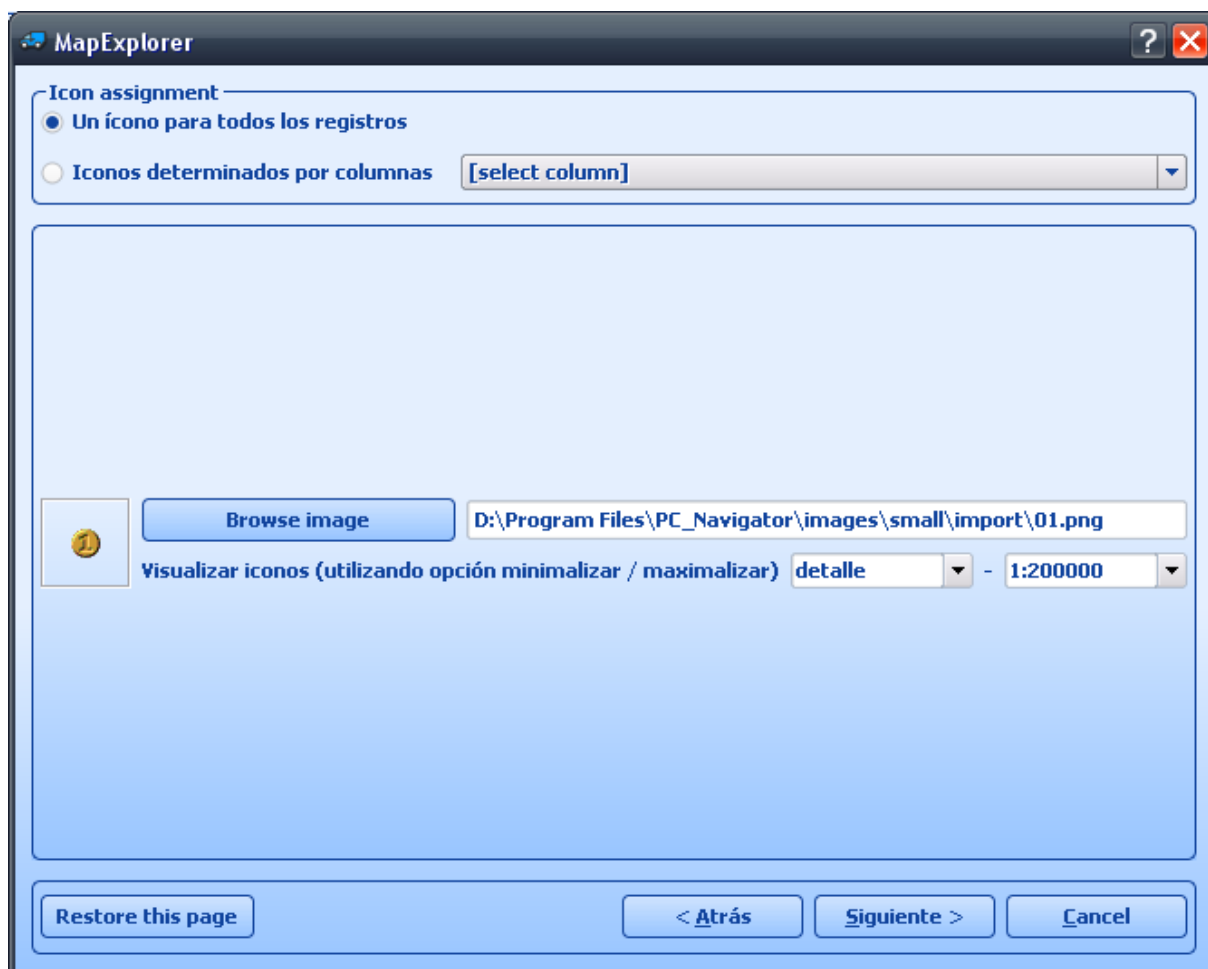 MapExplorer ?
Icon assignment
Un ícono para todos los registros
Iconos determinados por columnas [select column]
Browse image D:\Program Files\PC_Navigator\images\small\import\01.png
1
Visualizar iconos (utilizando opción minimalizar / maximalizar) detalle - 1:200000
Restore this page < Atrás Siguiente > Cancel